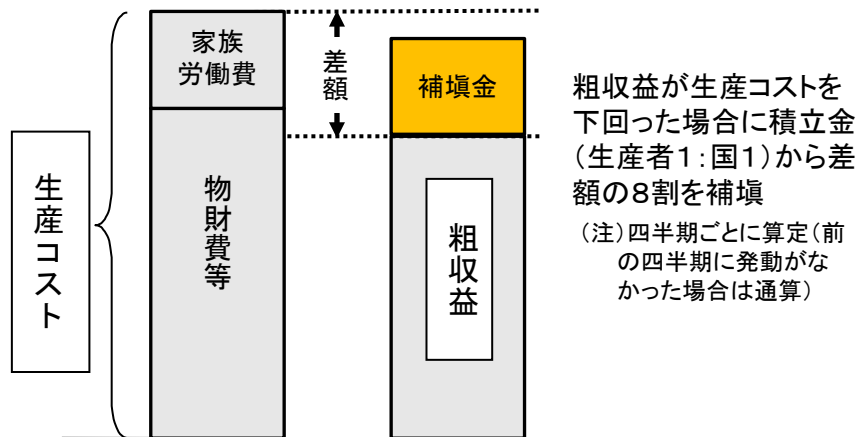 生産コスト
家族
労働費
物財費等
差額
補塡金
粗収益
粗収益が生産コストを
下回った場合に積立金
（生産者１：国１）から差
額の８割を補塡
（注）四半期ごとに算定（前
の四半期に発動がな
かった場合は通算）